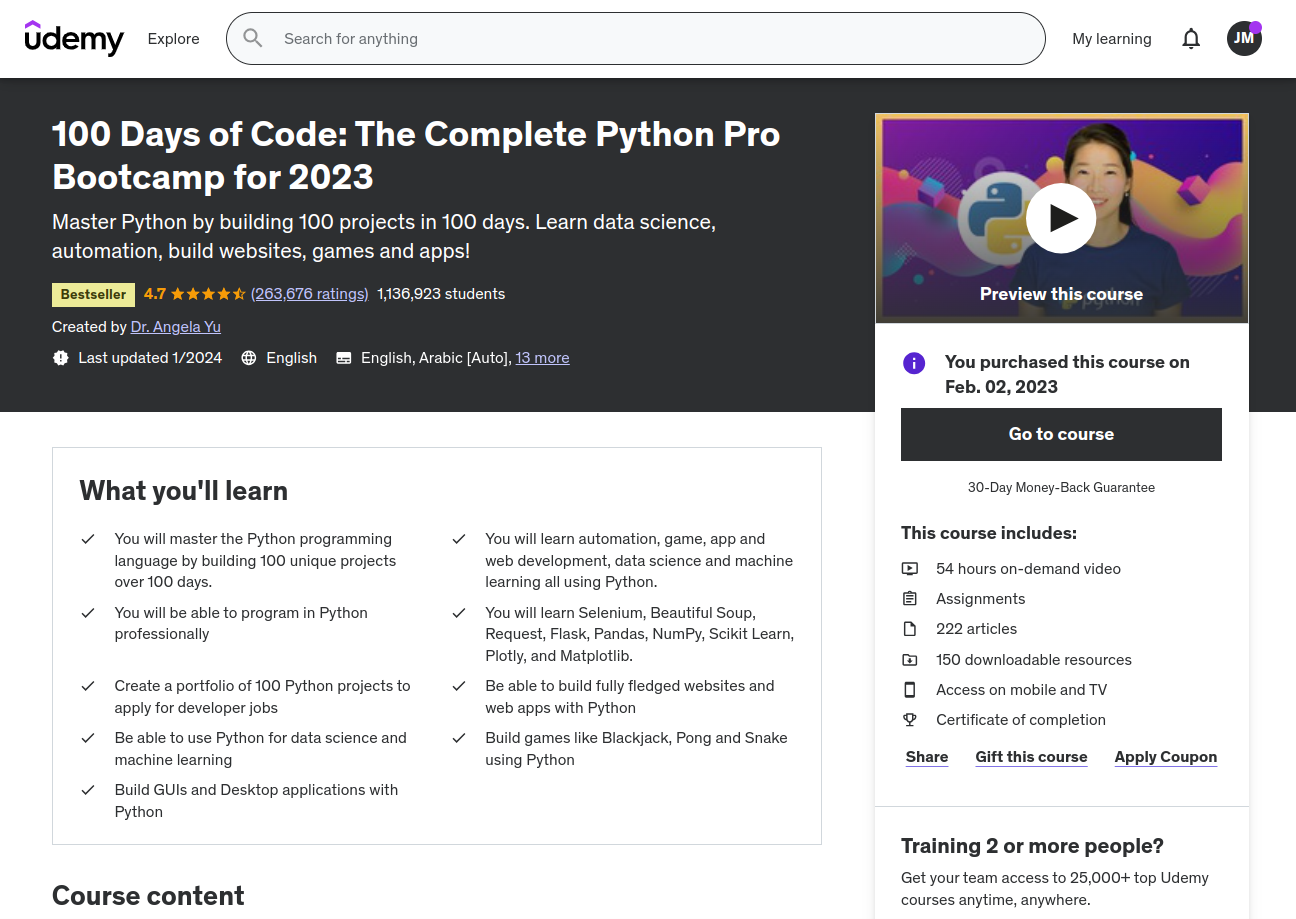 udemy
Explore
Search for anything
My learning
JM
100 Days of Code: The Complete Python Pro
Bootcamp for 2023
Master Python by building 100 projects in 100 days. Learn data science,
automation, build websites, games and apps!
Bestseller 4.7 (263,676 ratings) 1,136,923 students
Created by Dr. Angela Yu
Last updated 1/2024 English English, Arabic [Auto], 13 more
Preview this course
python
You purchased this course on
Feb. 02, 2023
Go to course
30-Day Money-Back Guarantee
This course includes:
54 hours on-demand video
Assignments
222 articles
150 downloadable resources
Access on mobile and TV
Certificate of completion
Share Gift this course Apply Coupon
Training 2 or more people?
Get your team access to 25,000+ top Udemy
courses anytime, anywhere.
What you'll learn
You will master the Python programming
language by building 100 unique projects
over 100 days.
You will be able to program in Python
professionally
Create a portfolio of 100 Python projects to
apply for developer jobs
Be able to use Python for data science and
machine learning
Build GUIs and Desktop applications with
Python
You will learn automation, game, app and
web development, data science and machine
learning all using Python.
You will learn Selenium, Beautiful Soup,
Request, Flask, Pandas, NumPy, Scikit Learn,
Plotly, and Matplotlib.
Be able to build fully fledged websites and
web apps with Python
Build games like Blackjack, Pong and Snake
using Python
Course content